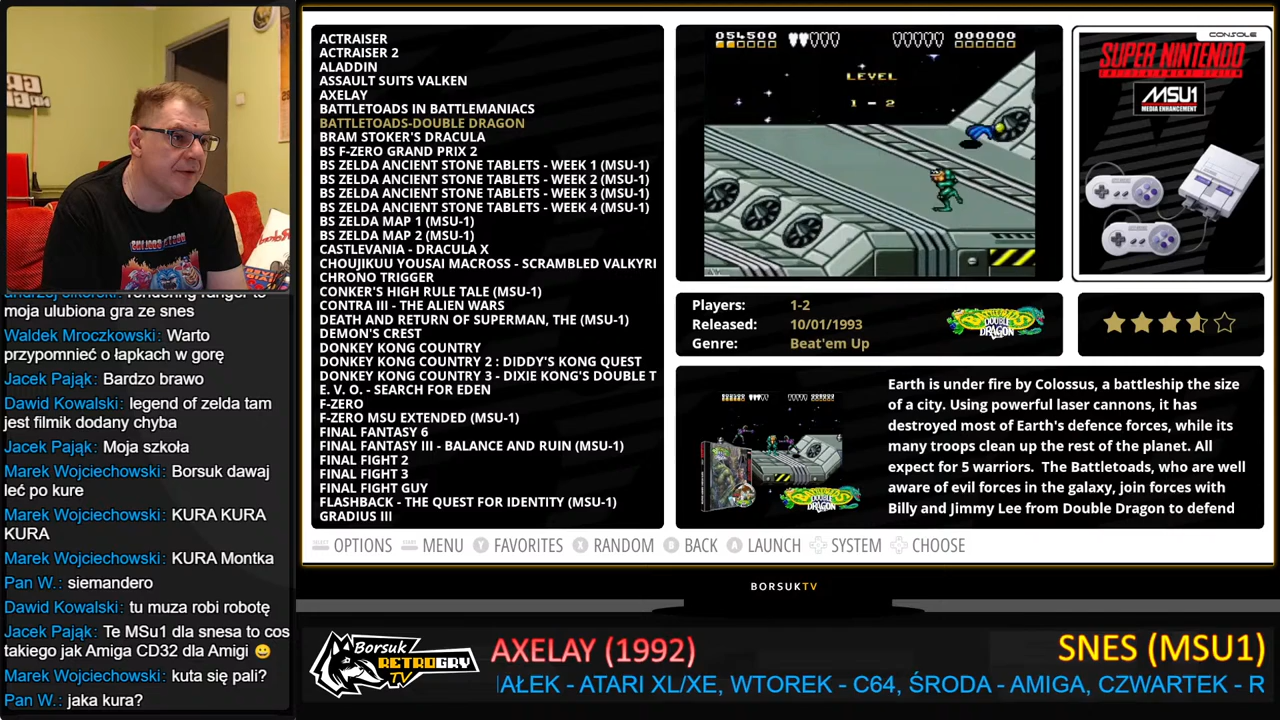 ACTRAISER
ACTRAISER 2
ALADDIN
ASSAULT SUITS VALKEN
AXELAY
BATTLETOADS IN BATTLEMANIACS
BATTLETOADS-DOUBLE DRAGON
BRAM STOKER'S DRACULA
BS F-ZERO GRAND PRIX 2
BS ZELDA ANCIENT STONE TABLETS - WEEK 1 (MSU-1)
BS ZELDA ANCIENT STONE TABLETS - WEEK 2 (MSU-1)
BS ZELDA ANCIENT STONE TABLETS - WEEK 3 (MSU-1)
BS ZELDA ANCIENT STONE TABLETS - WEEK 4 (MSU-1)
BS ZELDA MAP 1 (MSU-1)
BS ZELDA MAP 2 (MSU-1)
CASTLEVANIA - DRACULA X
CHOUJIKUU YOUSAI MACROSS - SCRAMBLED VALKYRI
CHRONO TRIGGER
CONKER'S HIGH RULE TALE (MSU-1)
CONTRA III - THE ALIEN WARS
DEATH AND RETURN OF SUPERMAN, THE (MSU-1)
DEMON'S CREST
DONKEY KONG COUNTRY
DONKEY KONG COUNTRY 2 : DIDDY'S KONG QUEST
DONKEY KONG COUNTRY 3 - DIXIE KONG'S DOUBLE T
E. V. O. - SEARCH FOR EDEN
F-ZERO
F-ZERO MSU EXTENDED (MSU-1)
FINAL FANTASY 6
FINAL FANTASY III - BALANCE AND RUIN (MSU-1)
FINAL FIGHT 2
FINAL FIGHT 3
FINAL FIGHT GUY
FLASHBACK - THE QUEST FOR IDENTITY (MSU-1)
GRADIUS III
054500
000000
LEVEL
1 - 2
CONSOLE
SUPER NINTENDO
ENTERTAINMENT SYSTEM
MSU1
MEDIA ENHANCEMENT
Players: 1-2
Released: 10/01/1993
Genre: Beat'em Up
BATTLETOADS
DOUBLE
DRAGON
Earth is under fire by Colossus, a battleship the size
of a city. Using powerful laser cannons, it has
destroyed most of Earth's defence forces, while its
many troops clean up the rest of the planet. All
expect for 5 warriors. The Battletoads, who are well
aware of evil forces in the galaxy, join forces with
Billy and Jimmy Lee from Double Dragon to defend
OPTIONS MENU Y FAVORITES X RANDOM B BACK A LAUNCH SYSTEM CHOOSE
BORSUKTV
moja ulubiona gra ze snes
Waldek Mroczkowski: Warto
przypomnieć o łapkach w górę
Jacek Pająk: Bardzo brawo
Dawid Kowalski: legend of zelda tam
jest filmik dodany chyba
Jacek Pająk: Moja szkoła
Marek Wojciechowski: Borsuk dawaj
leć po kure
Marek Wojciechowski: KURA KURA
KURA
Marek Wojciechowski: KURA Montka
Pan W.: siemandero
Dawid Kowalski: tu muza robi robotę
Jacek Pająk: Te MSu1 dla snesa to cos
takiego jak Amiga CD32 dla Amigi 😀
Marek Wojciechowski: kuta się pali?
Pan W.: jaka kura?
Borsuk
RETROGRY
TV
AXELAY (1992)
SNES (MSU1)
IAŁEK - ATARI XL/XE, WTOREK - C64, ŚRODA - AMIGA, CZWARTEK - R